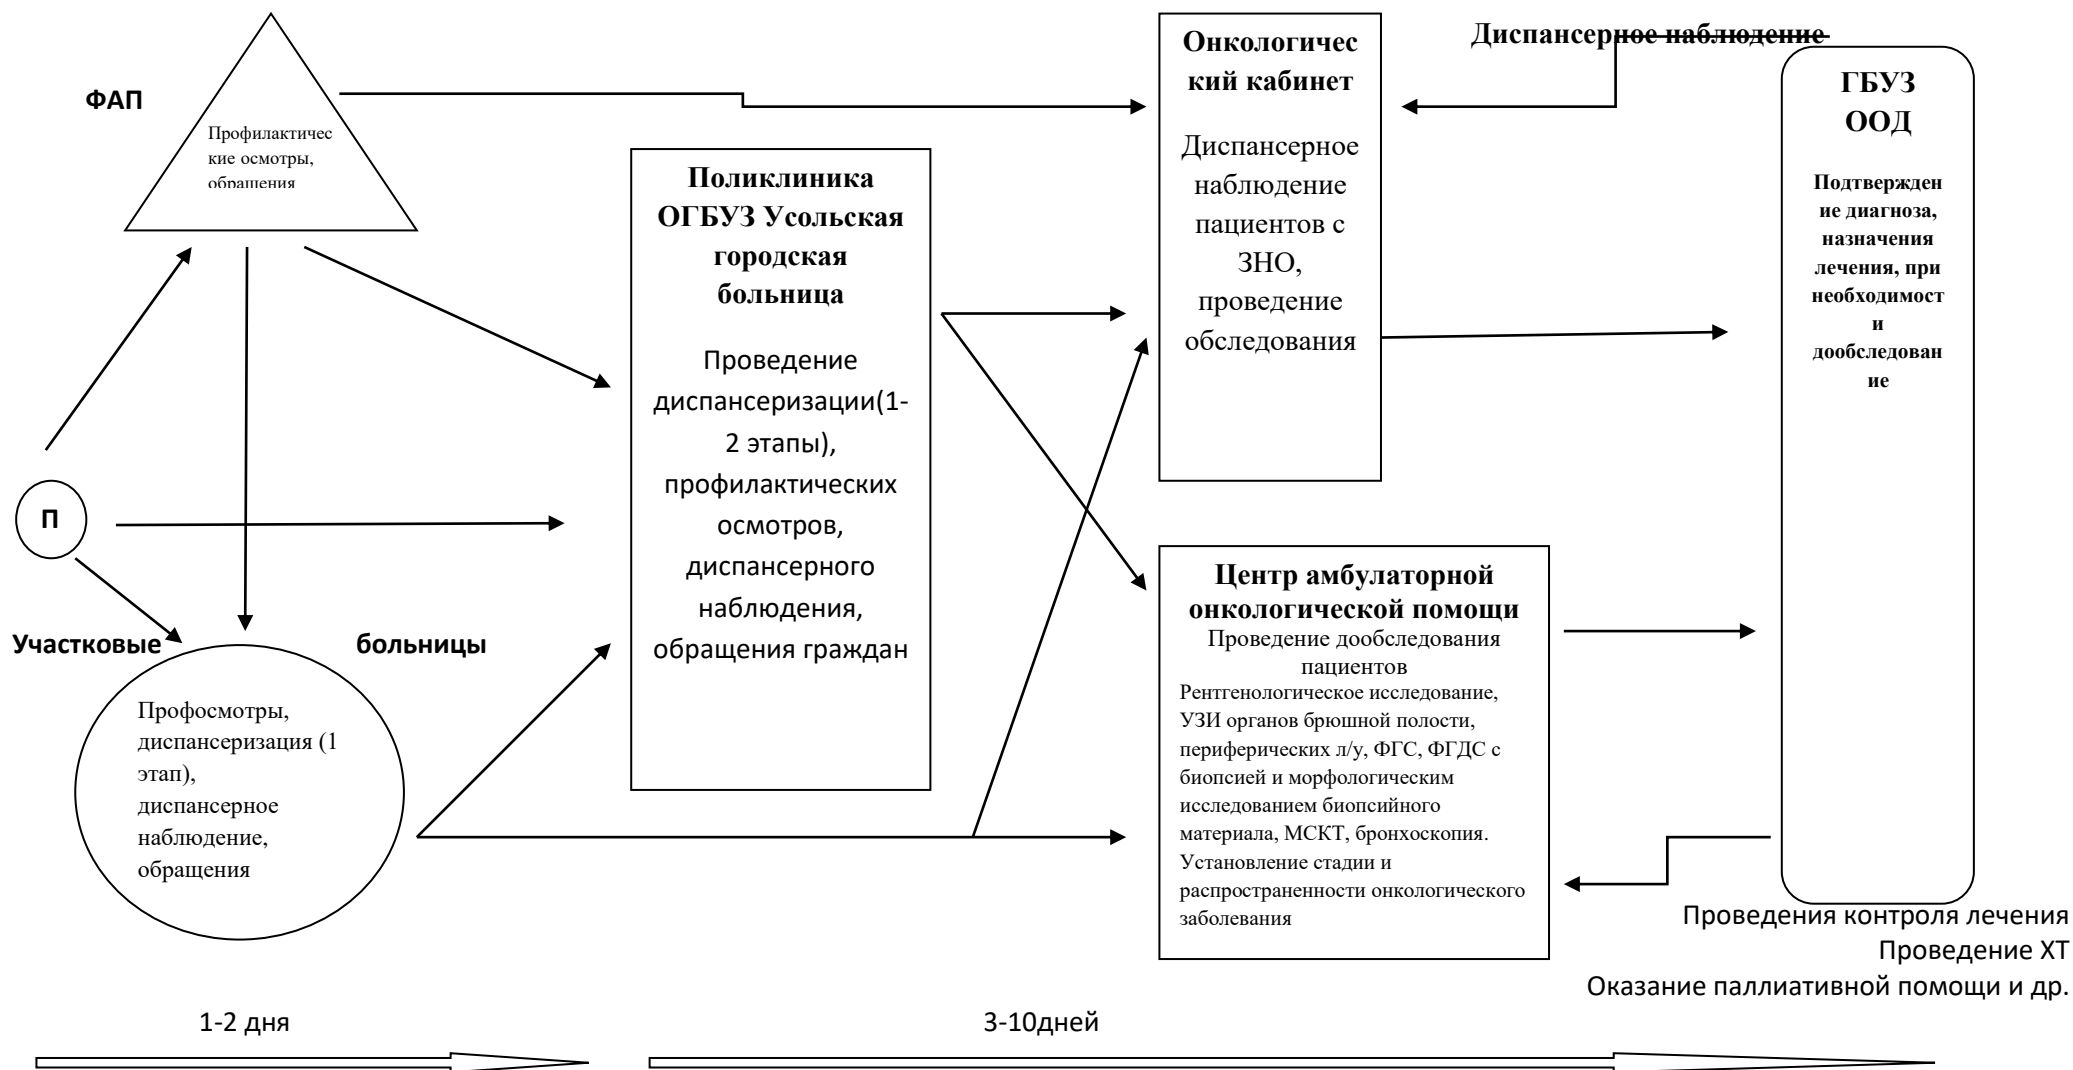 ФАП
Профилактичес
кие осмотры,
обращения
П
Участковые больницы
Профосмотры,
диспансеризация (1
этап),
диспансерное
наблюдение,
обращения
Поликлиника
ОГБУЗ Усольская
городская
больница
Проведение
диспансеризации(1-
2 этапы),
профилактических
осмотров,
диспансерного
наблюдения,
обращения граждан
Онкологичес
кий кабинет
Диспансерное
наблюдение
пациентов с
ЗНО,
проведение
обследования
Центр амбулаторной
онкологической помощи
Проведение дообследования
пациентов
Рентгенологическое исследование,
УЗИ органов брюшной полости,
периферических л/у, ФГС, ФГДС с
биопсией и морфологическим
исследованием биопсийного
материала, МСКТ, бронхоскопия.
Установление стадии и
распространенности онкологического
заболевания
Диспансерное наблюдение
ГБУЗ
ООД
Подтвержден
ие диагноза,
назначения
лечения, при
необходимост
и
дообследован
ие
Проведения контроля лечения
Проведение ХТ
Оказание паллиативной помощи и др.
1-2 дня
3-10дней